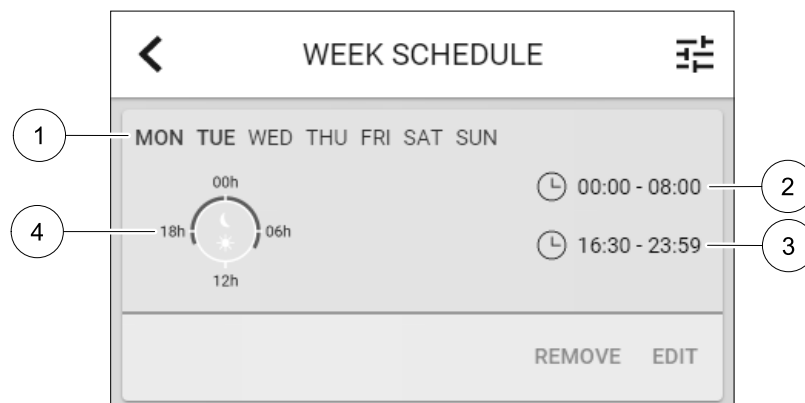 WEEK SCHEDULE
1
MON TUE WED THU FRI SAT SUN
00h
00:00 - 08:00
2
4
18h
06h
16:30 - 23:59
3
12h
REMOVE EDIT